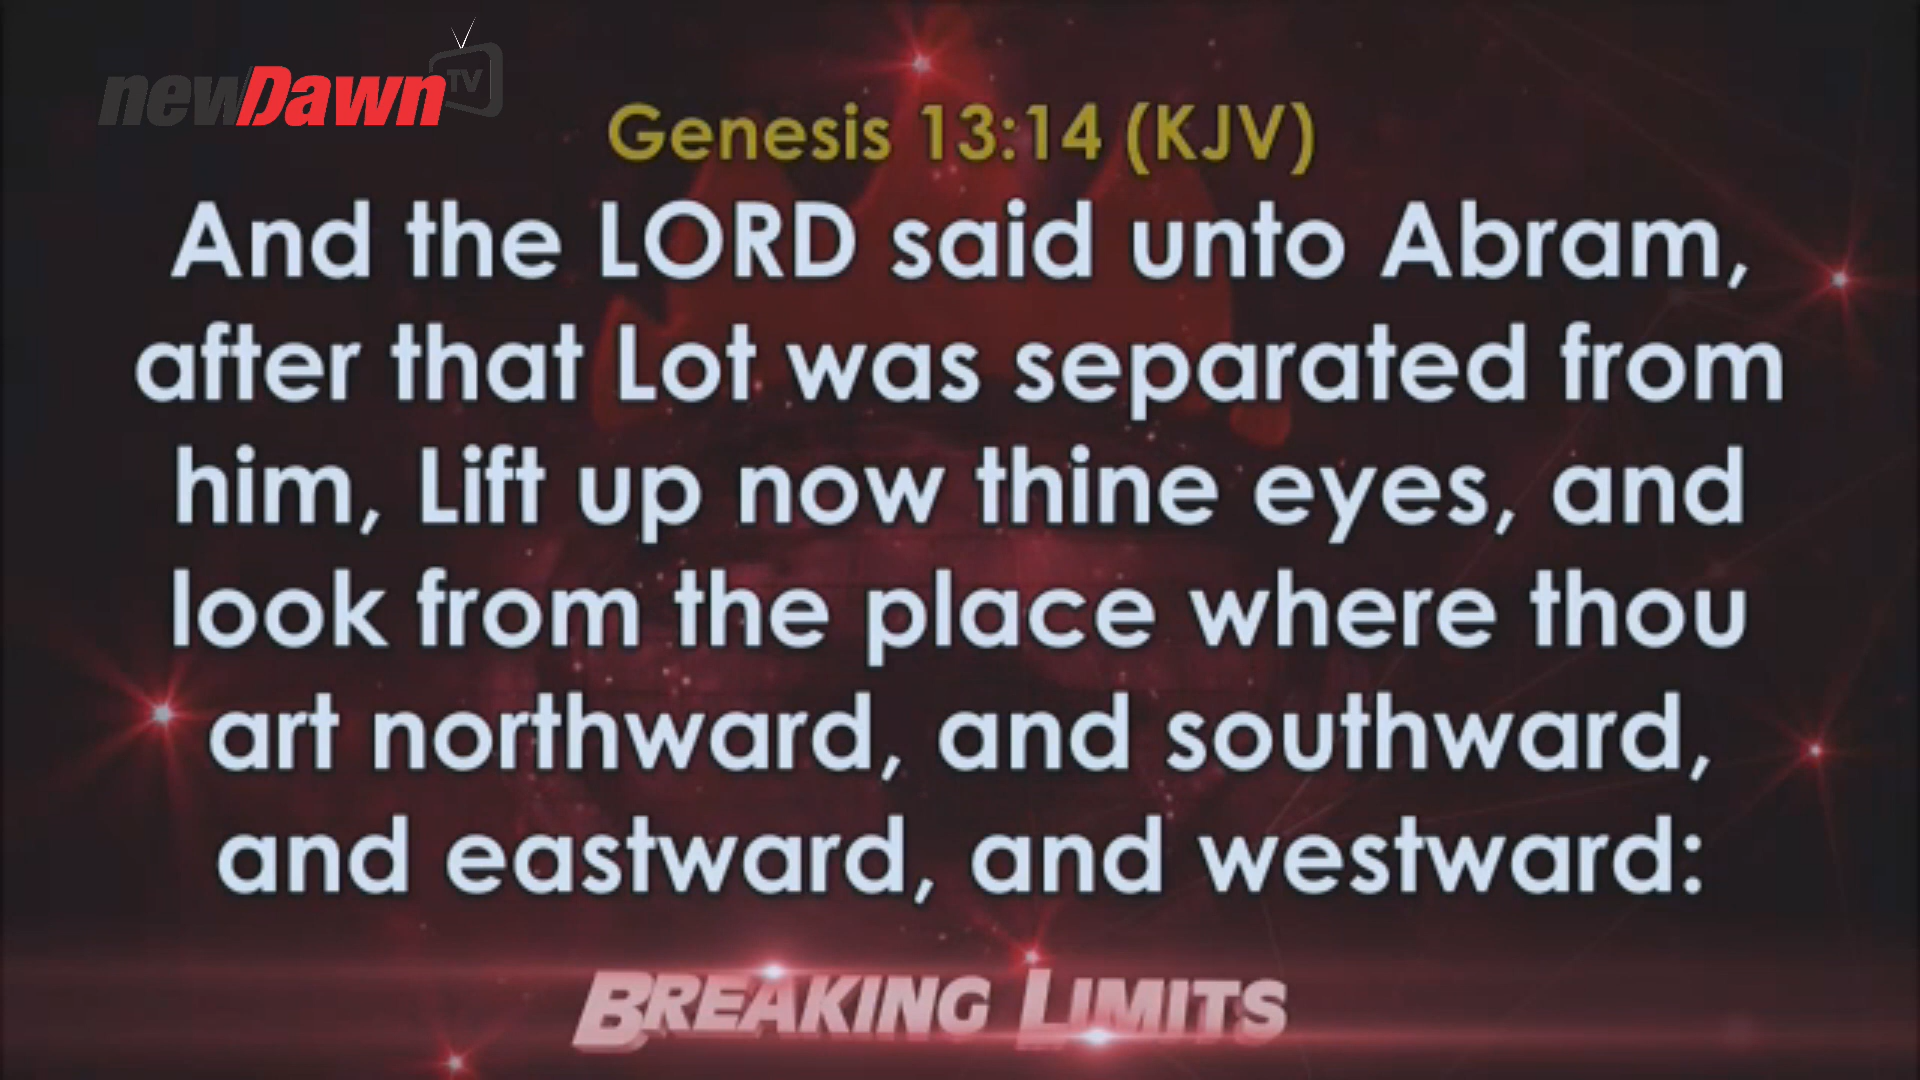 newDawn TV
Genesis 13:14 (KJV)
And the LORD said unto Abram,
after that Lot was separated from
him, Lift up now thine eyes, and
look from the place where thou
art northward, and southward,
and eastward, and westward:
BREAKING LIMITS